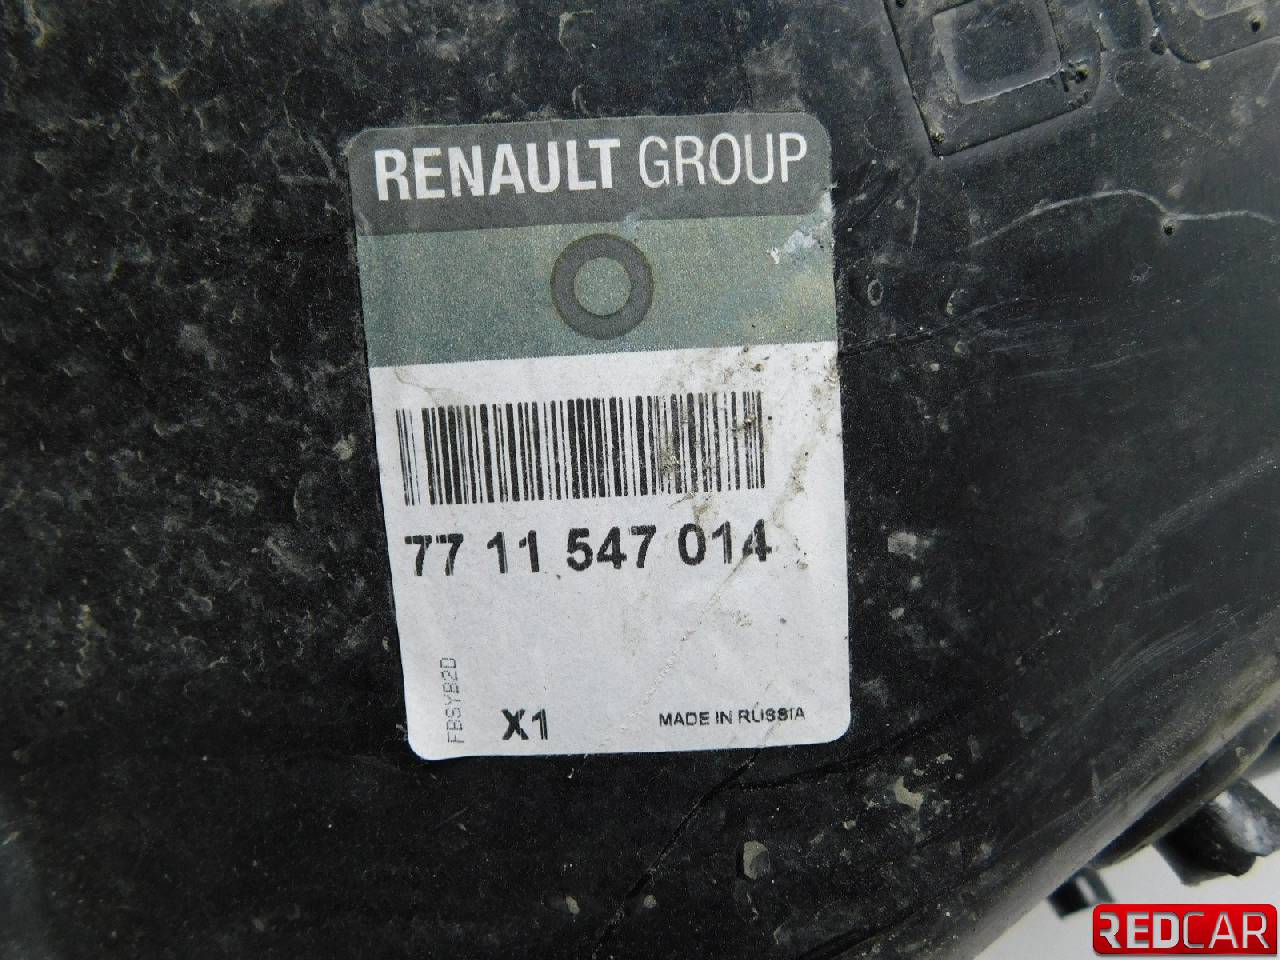 RENAULT GROUP
77 11 547 014
FBSYB2D
X1
MADE IN RUSSIA
REDCAR